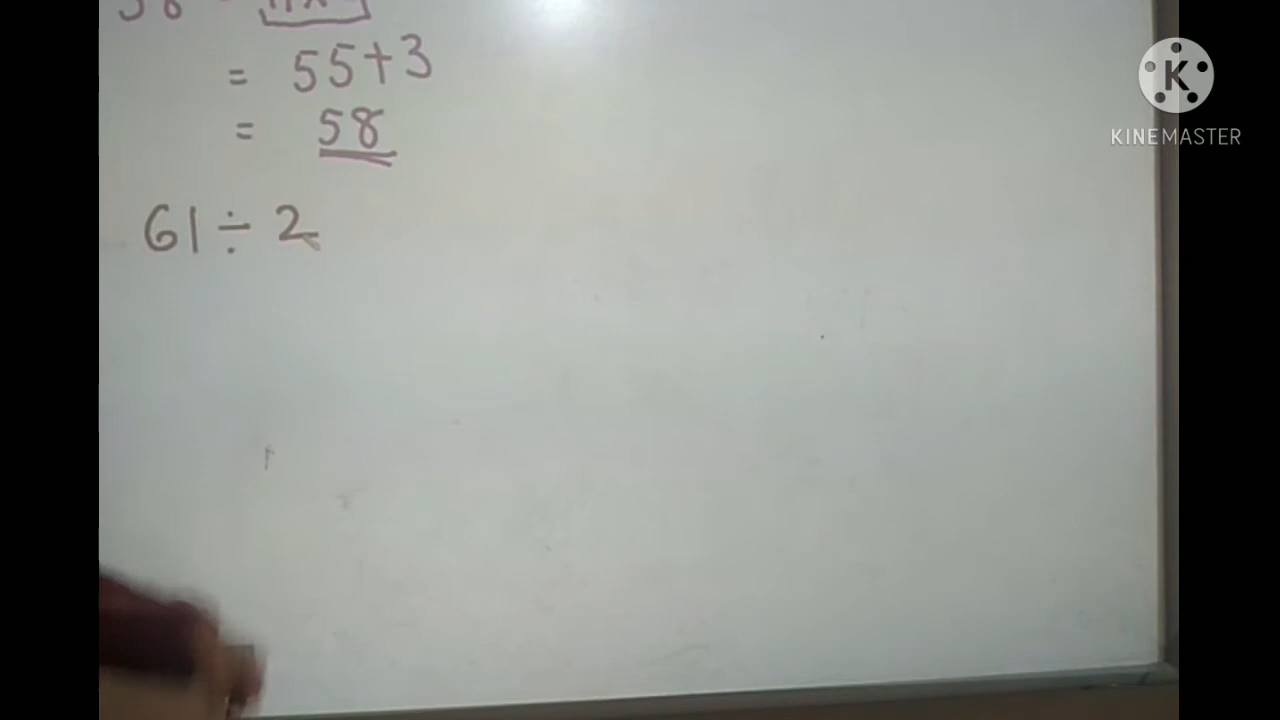 = 55+3
= 58
61 ÷ 2
K
KINEMASTER